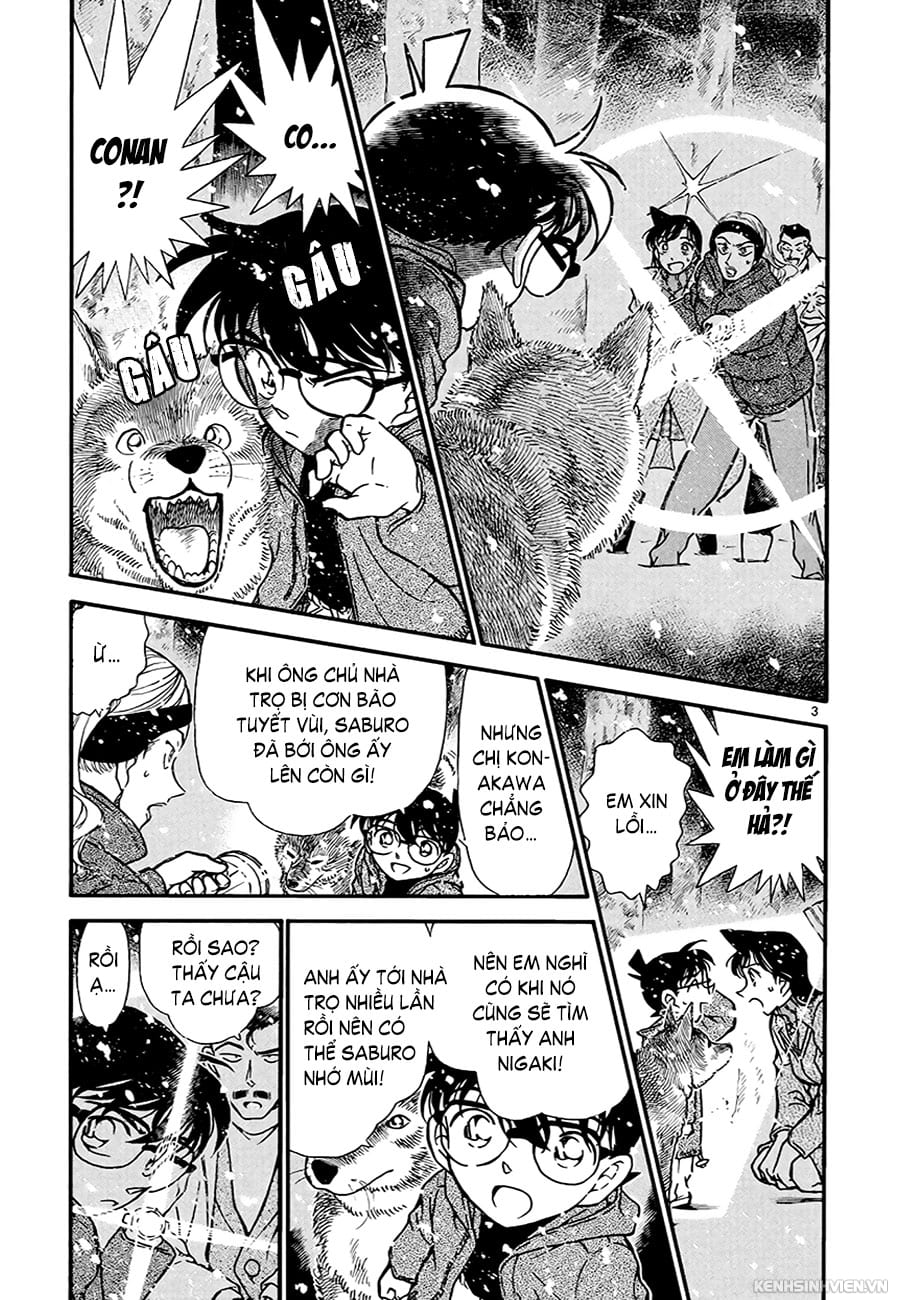 CO...
CONAN
?!
GÂU
GÂU
3
EM LÀM GÌ
Ở ĐÂY THẾ
HẢ?!
EM XIN
LỖI...
NHƯNG
CHỊ KON-
AKAWA
CHẲNG
BẢO...
KHI ÔNG CHỦ NHÀ
TRỌ BỊ CƠN BÃO
TUYẾT VÙI, SABURO
ĐÃ BỚI ÔNG ẤY
LÊN CÒN GÌ!
Ừ...
NÊN EM NGHĨ
CÓ KHI NÓ
CŨNG SẼ TÌM
THẤY ANH
NIGAKI!
ANH ẤY TỚI NHÀ
TRỌ NHIỀU LẦN
RỒI NÊN CÓ
THỂ SABURO
NHỚ MÙI!
RỒI SAO?
THẤY CẬU
TA CHƯA?
RỒI
Ạ...
KENHSINHVIEN.VN